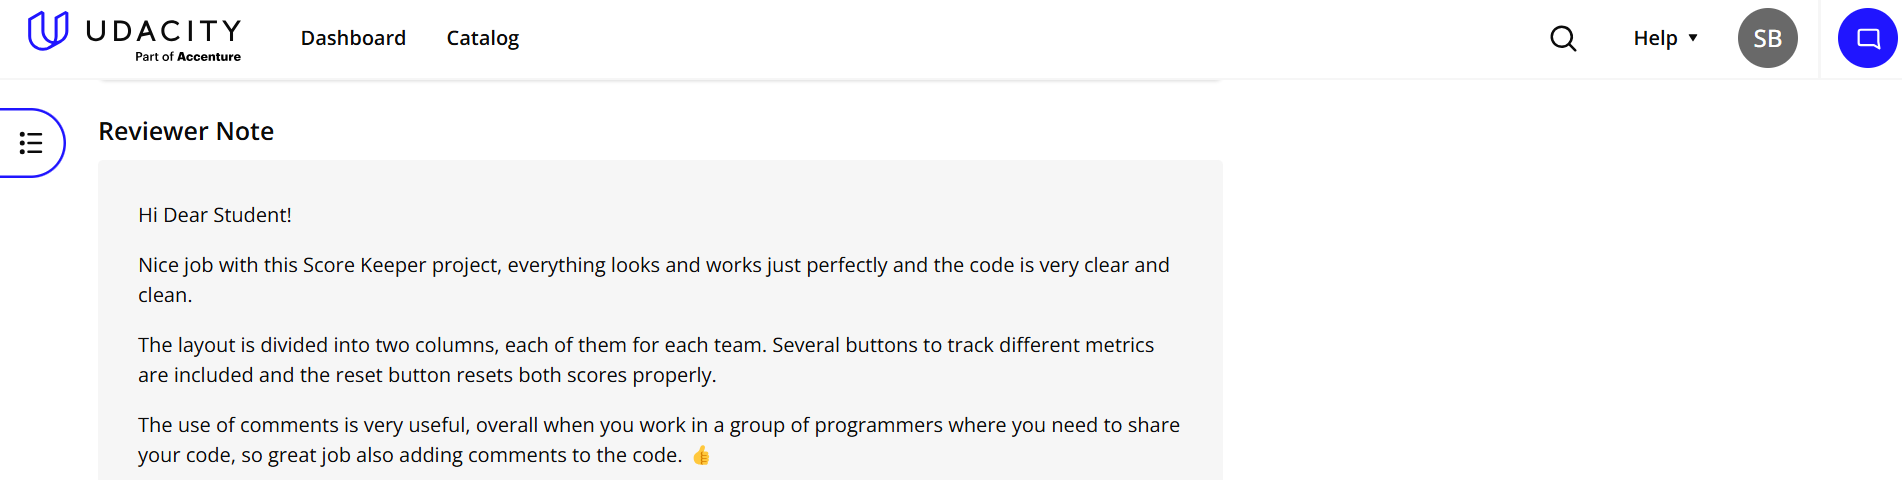 UDACITY
Part of Accenture
Dashboard
Catalog
Help
SB
Reviewer Note
Hi Dear Student!
Nice job with this Score Keeper project, everything looks and works just perfectly and the code is very clear and
clean.
The layout is divided into two columns, each of them for each team. Several buttons to track different metrics
are included and the reset button resets both scores properly.
The use of comments is very useful, overall when you work in a group of programmers where you need to share
your code, so great job also adding comments to the code. 👍